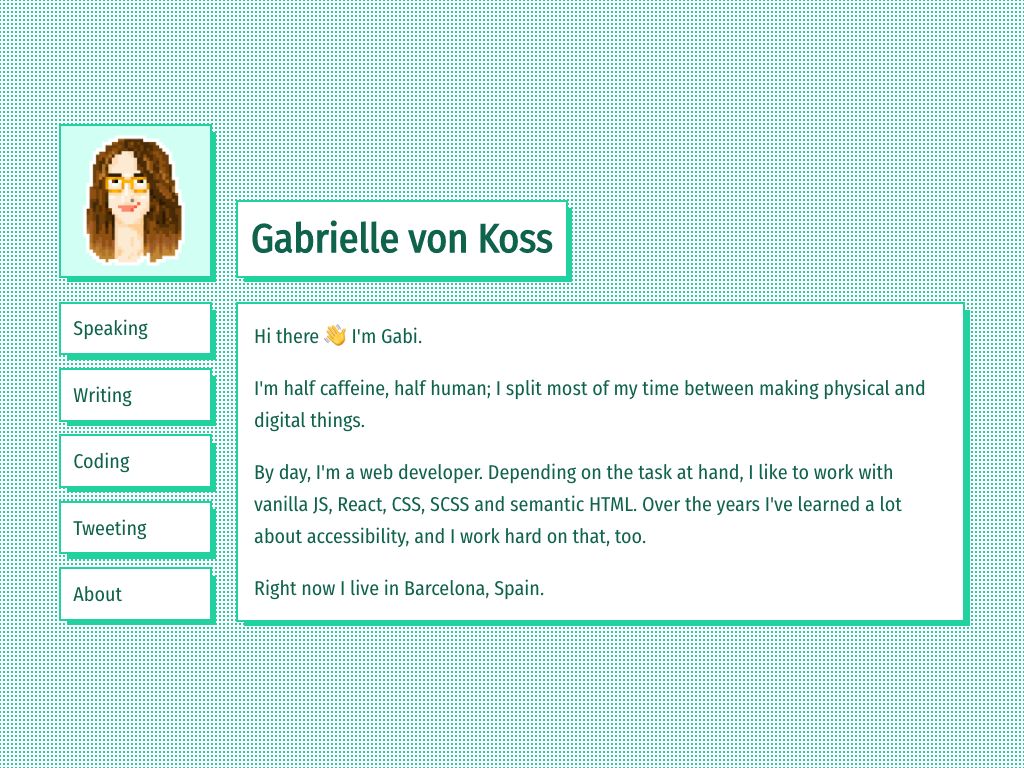 Gabrielle von Koss
Speaking
Writing
Coding
Tweeting
About
Hi there 👋 I'm Gabi.
I'm half caffeine, half human; I split most of my time between making physical and
digital things.
By day, I'm a web developer. Depending on the task at hand, I like to work with
vanilla JS, React, CSS, SCSS and semantic HTML. Over the years I've learned a lot
about accessibility, and I work hard on that, too.
Right now I live in Barcelona, Spain.